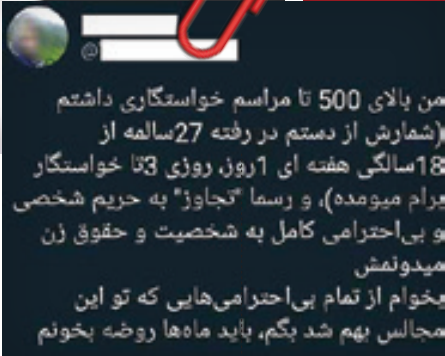 @
من بالای 500 تا مراسم خواستگاری داشتم
(شمارش از دستم در رفته 27سالمه از
18سالگی هفته ای 1روز، روزی 3تا خواستگار
برام میومده)، و رسما "تجاوز" به حریم شخصی
و بی‌احترامی کامل به شخصیت و حقوق زن
میدونمش
بخوام از تمام بی‌احترامی‌هایی که تو این
مجالس بهم شد بگم، باید ماه‌ها روضه بخونم